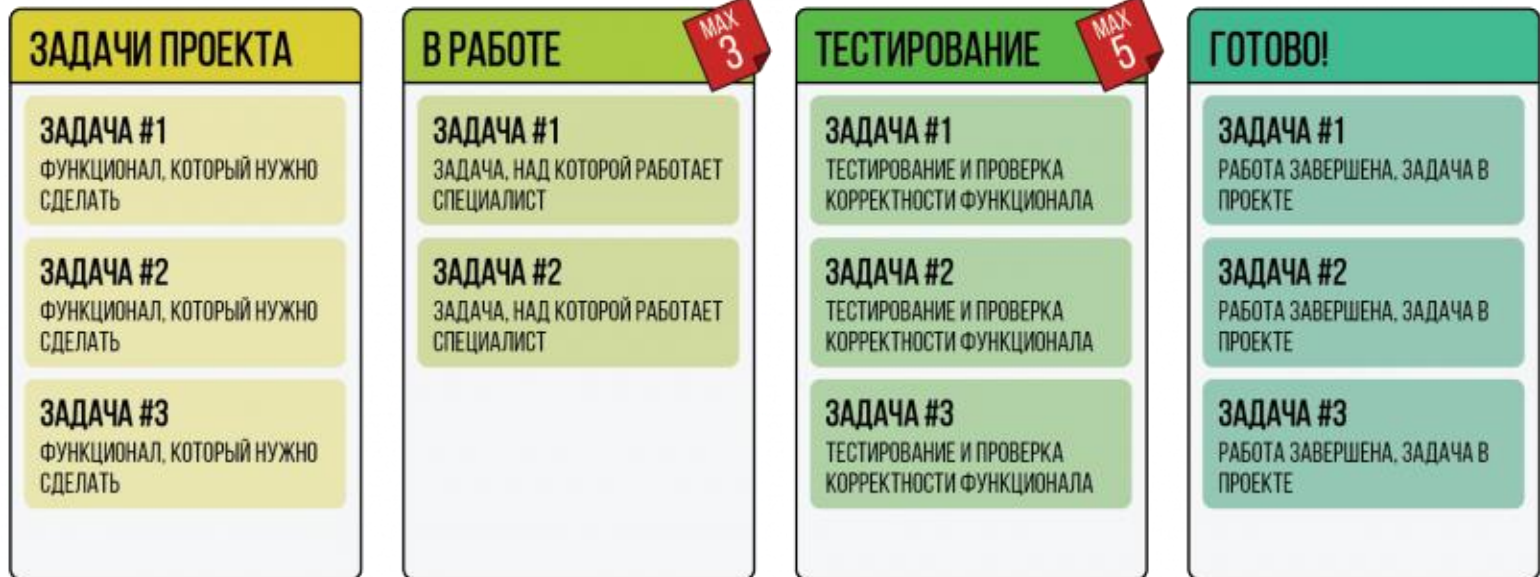 ЗАДАЧИ ПРОЕКТА
ЗАДАЧА #1
ФУНКЦИОНАЛ, КОТОРЫЙ НУЖНО
СДЕЛАТЬ
ЗАДАЧА #2
ФУНКЦИОНАЛ, КОТОРЫЙ НУЖНО
СДЕЛАТЬ
ЗАДАЧА #3
ФУНКЦИОНАЛ, КОТОРЫЙ НУЖНО
СДЕЛАТЬ
В РАБОТЕ
MAX
3
ЗАДАЧА #1
ЗАДАЧА, НАД КОТОРОЙ РАБОТАЕТ
СПЕЦИАЛИСТ
ЗАДАЧА #2
ЗАДАЧА, НАД КОТОРОЙ РАБОТАЕТ
СПЕЦИАЛИСТ
ТЕСТИРОВАНИЕ
MAX
5
ЗАДАЧА #1
ТЕСТИРОВАНИЕ И ПРОВЕРКА
КОРРЕКТНОСТИ ФУНКЦИОНАЛА
ЗАДАЧА #2
ТЕСТИРОВАНИЕ И ПРОВЕРКА
КОРРЕКТНОСТИ ФУНКЦИОНАЛА
ЗАДАЧА #3
ТЕСТИРОВАНИЕ И ПРОВЕРКА
КОРРЕКТНОСТИ ФУНКЦИОНАЛА
ГОТОВО!
ЗАДАЧА #1
РАБОТА ЗАВЕРШЕНА, ЗАДАЧА В
ПРОЕКТЕ
ЗАДАЧА #2
РАБОТА ЗАВЕРШЕНА, ЗАДАЧА В
ПРОЕКТЕ
ЗАДАЧА #3
РАБОТА ЗАВЕРШЕНА, ЗАДАЧА В
ПРОЕКТЕ